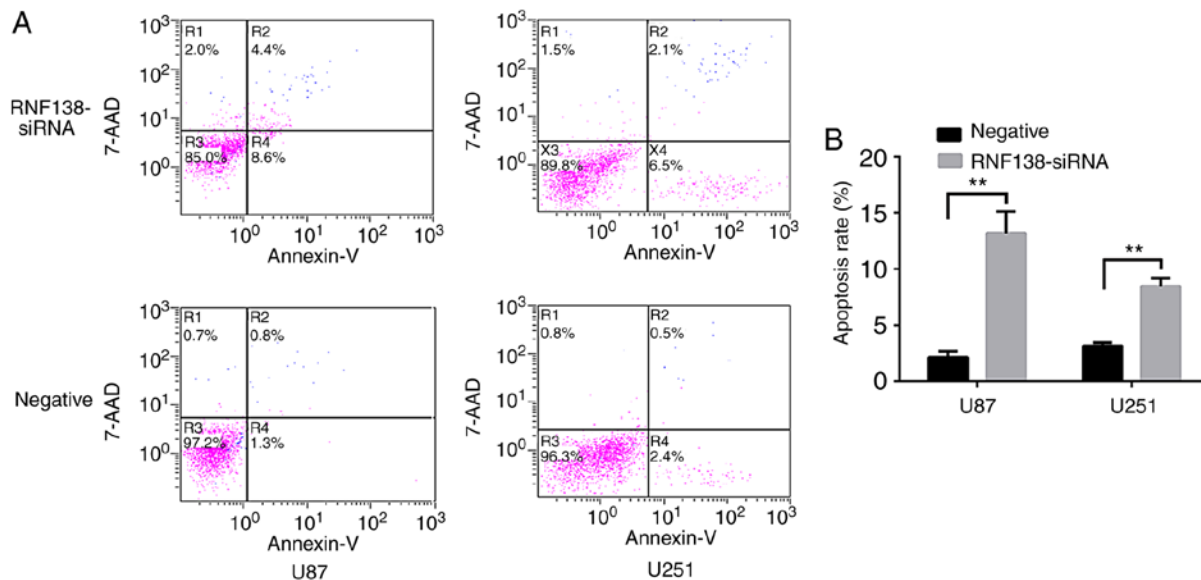 A
RNF138-
siRNA
7-AAD
10³
10²
10¹
10⁰
R1
2.0%
R2
4.4%
R3
85.0%
R4
8.6%
10⁰ 10¹ 10² 10³
Annexin-V
7-AAD
10³
10²
10¹
10⁰
R1
1.5%
R2
2.1%
X3
89.8%
X4
6.5%
10⁰ 10¹ 10² 10³
Annexin-V
Negative
7-AAD
10³
10²
10¹
10⁰
R1
0.7%
R2
0.8%
R3
97.2%
R4
1.3%
10⁰ 10¹ 10² 10³
Annexin-V
U87
7-AAD
10³
10²
10¹
10⁰
R1
0.8%
R2
0.5%
R3
96.3%
R4
2.4%
10⁰ 10¹ 10² 10³
Annexin-V
U251
B
Negative
RNF138-siRNA
Apoptosis rate (%)
20
15
10
5
0
**
**
U87 U251